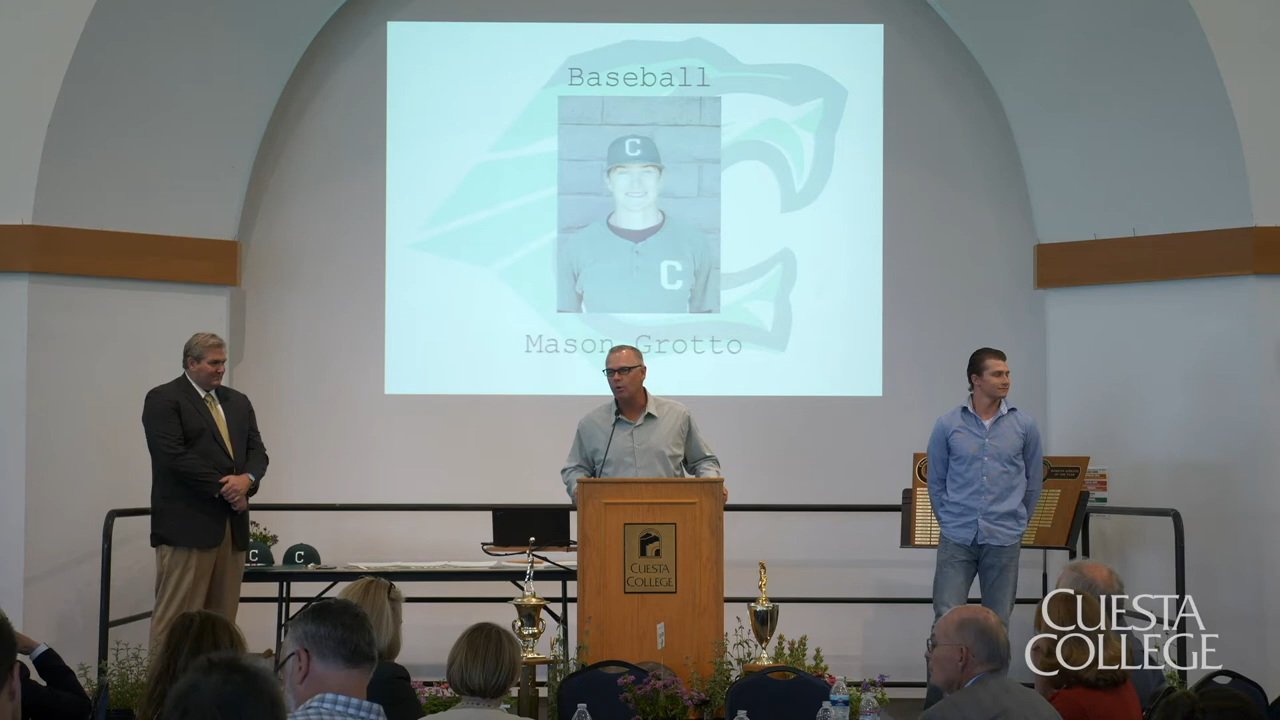 Baseball
C
C
Mason Grotto
C
C
CUESTA
COLLEGE
CUESTA
COLLEGE